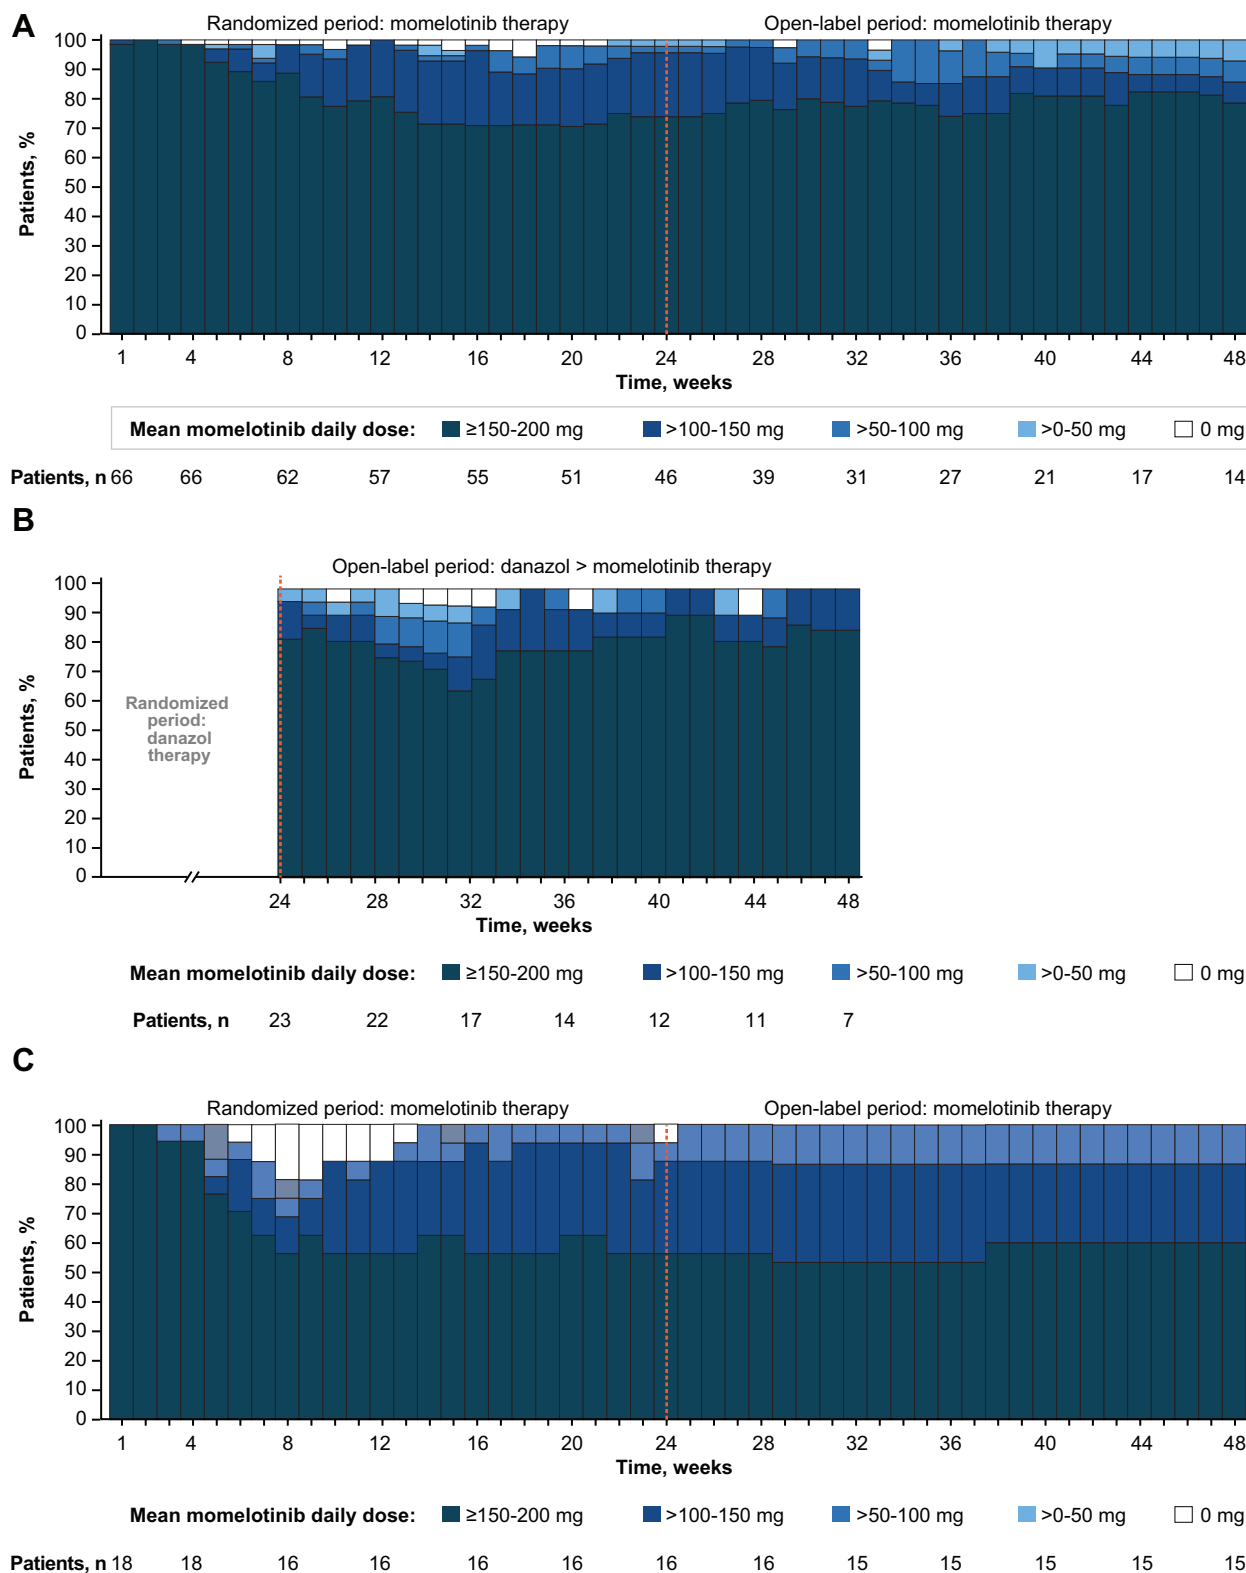 A
Randomized period: momelotinib therapy Open-label period: momelotinib therapy
100
90
80
70
60
50
40
30
20
10
0
Patients, %
1 4 8 12 16 20 24 28 32 36 40 44 48
Time, weeks
Mean momelotinib daily dose: ≥150-200 mg >100-150 mg >50-100 mg >0-50 mg 0 mg
Patients, n 66 66 62 57 55 51 46 39 31 27 21 17 14
B
Open-label period: danazol > momelotinib therapy
100
90
80
70
60
50
40
30
20
10
0
Patients, %
Randomized
period:
danazol
therapy
24 28 32 36 40 44 48
Time, weeks
Mean momelotinib daily dose: ≥150-200 mg >100-150 mg >50-100 mg >0-50 mg 0 mg
Patients, n 23 22 17 14 12 11 7
C
Randomized period: momelotinib therapy Open-label period: momelotinib therapy
100
90
80
70
60
50
40
30
20
10
0
Patients, %
1 4 8 12 16 20 24 28 32 36 40 44 48
Time, weeks
Mean momelotinib daily dose: ≥150-200 mg >100-150 mg >50-100 mg >0-50 mg 0 mg
Patients, n 18 18 16 16 16 16 16 16 15 15 15 15 15